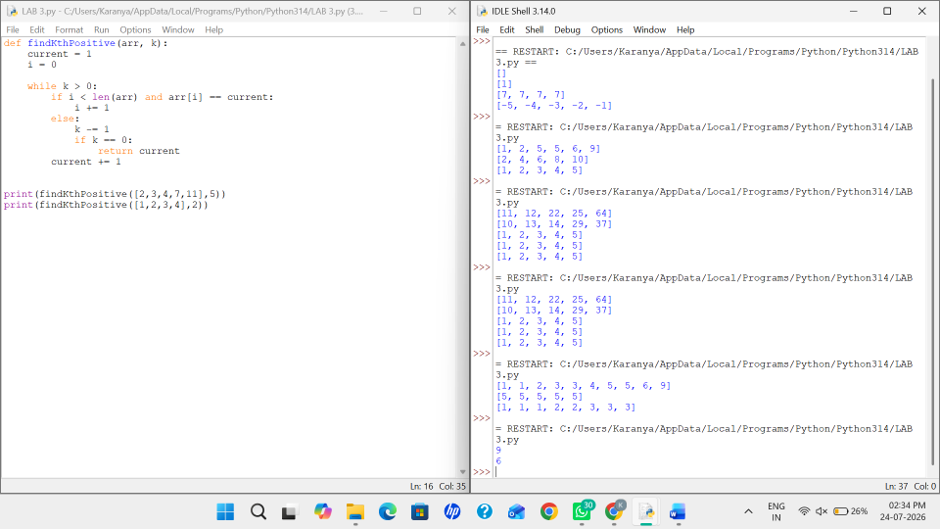 LAB 3.py - C:/Users/Karanya/AppData/Local/Programs/Python/Python314/LAB 3.py (3....
File Edit Format Run Options Window Help
def findKthPositive(arr, k):
    current = 1
    i = 0

    while k > 0:
        if i < len(arr) and arr[i] == current:
            i += 1
        else:
            k -= 1
            if k == 0:
                return current
        current += 1


print(findKthPositive([2,3,4,7,11],5))
print(findKthPositive([1,2,3,4],2))
Ln: 16 Col: 35
IDLE Shell 3.14.0
File Edit Shell Debug Options Window Help
>>>
== RESTART: C:/Users/Karanya/AppData/Local/Programs/Python/Python314/LAB
3.py ==
[]
[1]
[7, 7, 7, 7]
[-5, -4, -3, -2, -1]
>>>
= RESTART: C:/Users/Karanya/AppData/Local/Programs/Python/Python314/LAB
3.py
[1, 2, 5, 5, 6, 9]
[2, 4, 6, 8, 10]
[1, 2, 3, 4, 5]
>>>
= RESTART: C:/Users/Karanya/AppData/Local/Programs/Python/Python314/LAB
3.py
[11, 12, 22, 25, 64]
[10, 13, 14, 29, 37]
[1, 2, 3, 4, 5]
[1, 2, 3, 4, 5]
[1, 2, 3, 4, 5]
>>>
= RESTART: C:/Users/Karanya/AppData/Local/Programs/Python/Python314/LAB
3.py
[11, 12, 22, 25, 64]
[10, 13, 14, 29, 37]
[1, 2, 3, 4, 5]
[1, 2, 3, 4, 5]
[1, 2, 3, 4, 5]
>>>
= RESTART: C:/Users/Karanya/AppData/Local/Programs/Python/Python314/LAB
3.py
[1, 1, 2, 3, 3, 4, 5, 5, 6, 9]
[5, 5, 5, 5, 5]
[1, 1, 1, 2, 2, 3, 3, 3]
>>>
= RESTART: C:/Users/Karanya/AppData/Local/Programs/Python/Python314/LAB
3.py
9
6
>>>
Ln: 37 Col: 0
hp
30
K
W
ENG
IN
26%
02:34 PM
24-07-2026